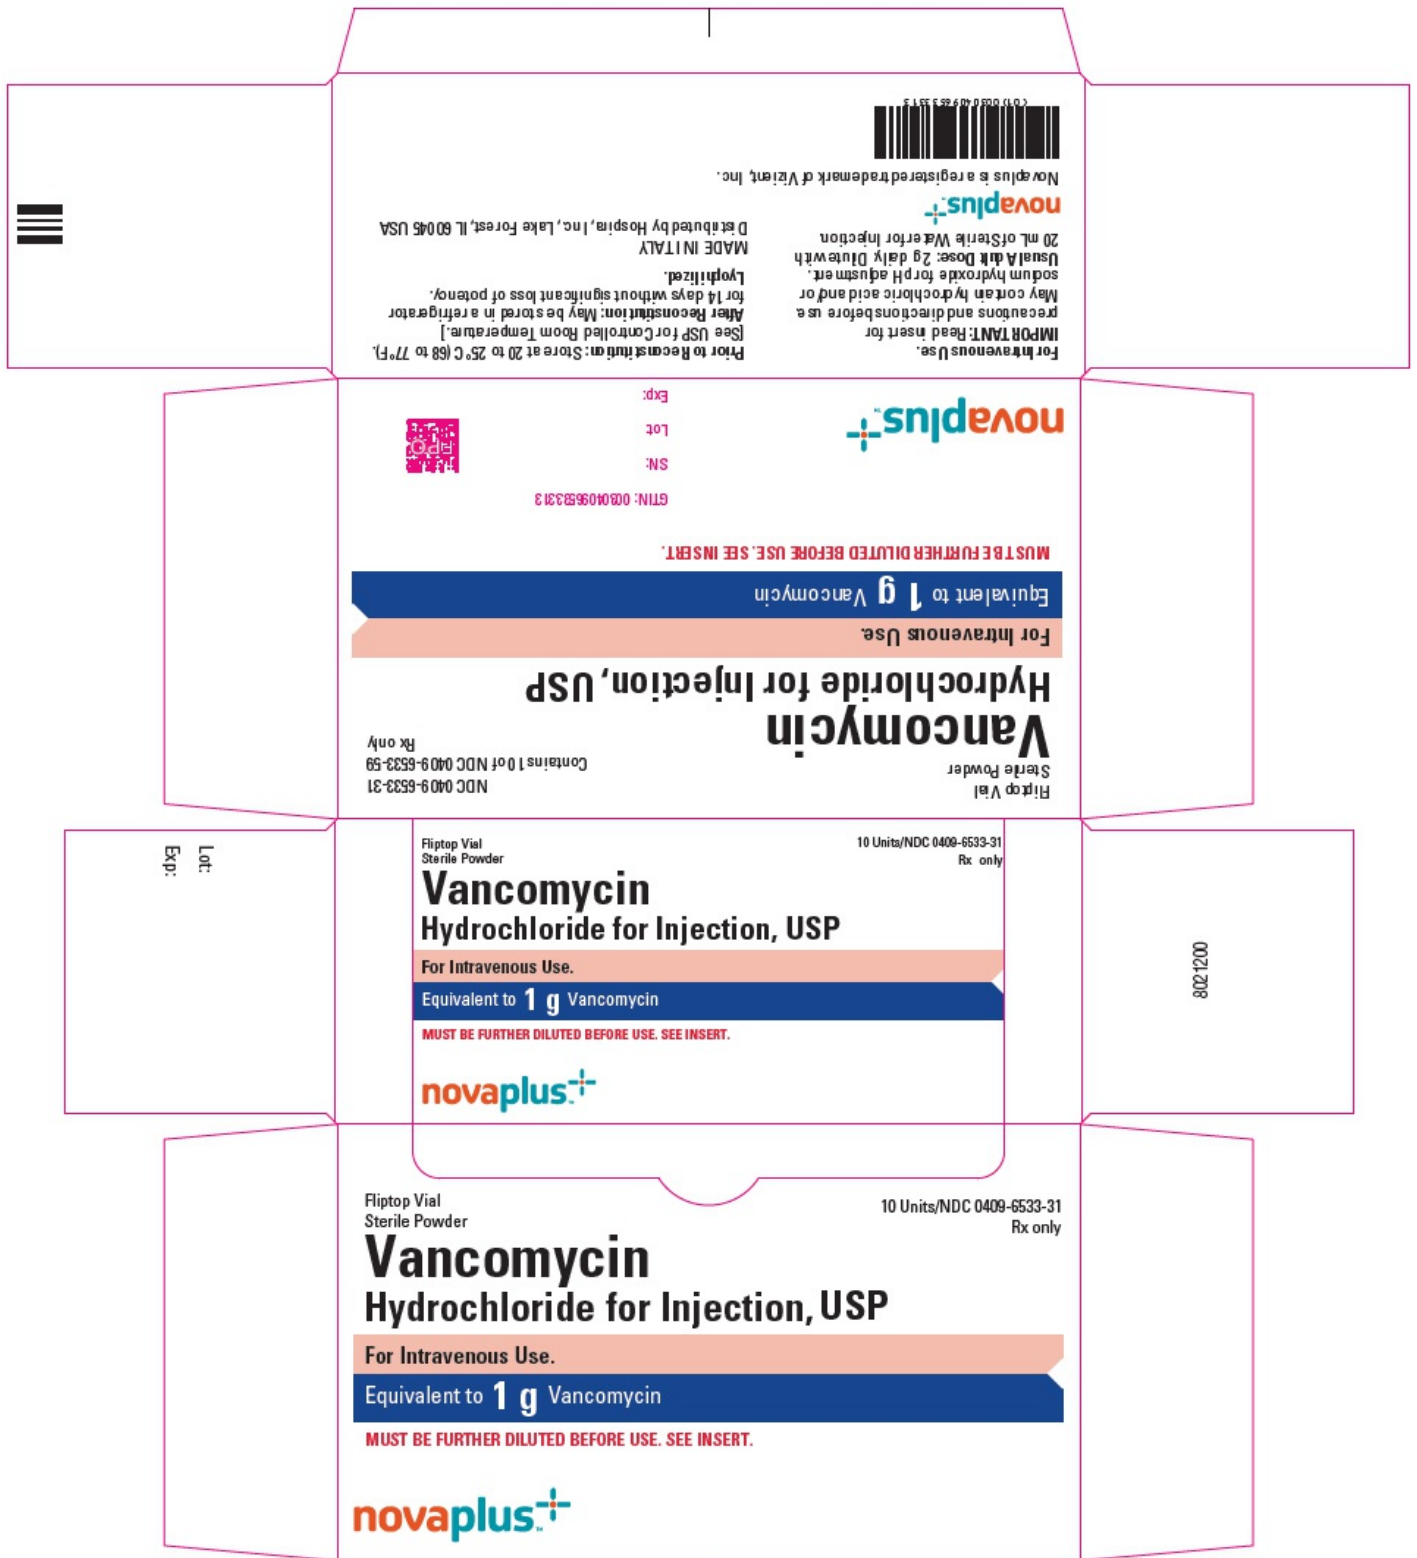 (01) 00304096533313
Novaplus is a registered trademark of Vizient, Inc.
novaplus™
For Intravenous Use.
IMPORTANT: Read insert for
precautions and directions before use.
May contain hydrochloric acid and/or
sodium hydroxide for pH adjustment.
Usual Adult Dose: 2 g daily. Dilute with
20 mL of Sterile Water for Injection.
Prior to Reconstitution: Store at 20 to 25°C (68 to 77°F).
[See USP for Controlled Room Temperature.]
After Reconstitution: May be stored in a refrigerator
for 14 days without significant loss of potency.
Lyophilized.
MADE IN ITALY
Distributed by Hospira, Inc., Lake Forest, IL 60045 USA
Fliptop Vial
Sterile Powder
NDC 0409-6533-31
Contains 10 of NDC 0409-6533-59
Rx only
Vancomycin
Hydrochloride for Injection, USP
For Intravenous Use.
Equivalent to 1 g Vancomycin
MUST BE FURTHER DILUTED BEFORE USE. SEE INSERT.
GTIN: 00304096533313
SN:
Lot:
Exp:
FPO
novaplus™
Lot:
Exp:
Fliptop Vial
Sterile Powder
10 Units/NDC 0409-6533-31
Rx only
Vancomycin
Hydrochloride for Injection, USP
For Intravenous Use.
Equivalent to 1 g Vancomycin
MUST BE FURTHER DILUTED BEFORE USE. SEE INSERT.
novaplus™
8021200
Fliptop Vial
Sterile Powder
10 Units/NDC 0409-6533-31
Rx only
Vancomycin
Hydrochloride for Injection, USP
For Intravenous Use.
Equivalent to 1 g Vancomycin
MUST BE FURTHER DILUTED BEFORE USE. SEE INSERT.
novaplus™